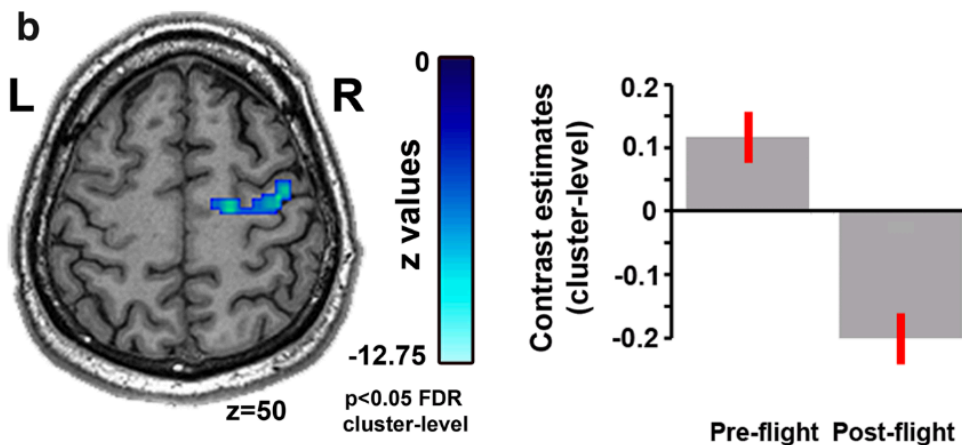 b
L
R
0
z values
-12.75
z=50
p<0.05 FDR
cluster-level
Contrast estimates
(cluster-level)
0.2
0.1
0
-0.1
-0.2
Pre-flight
Post-flight